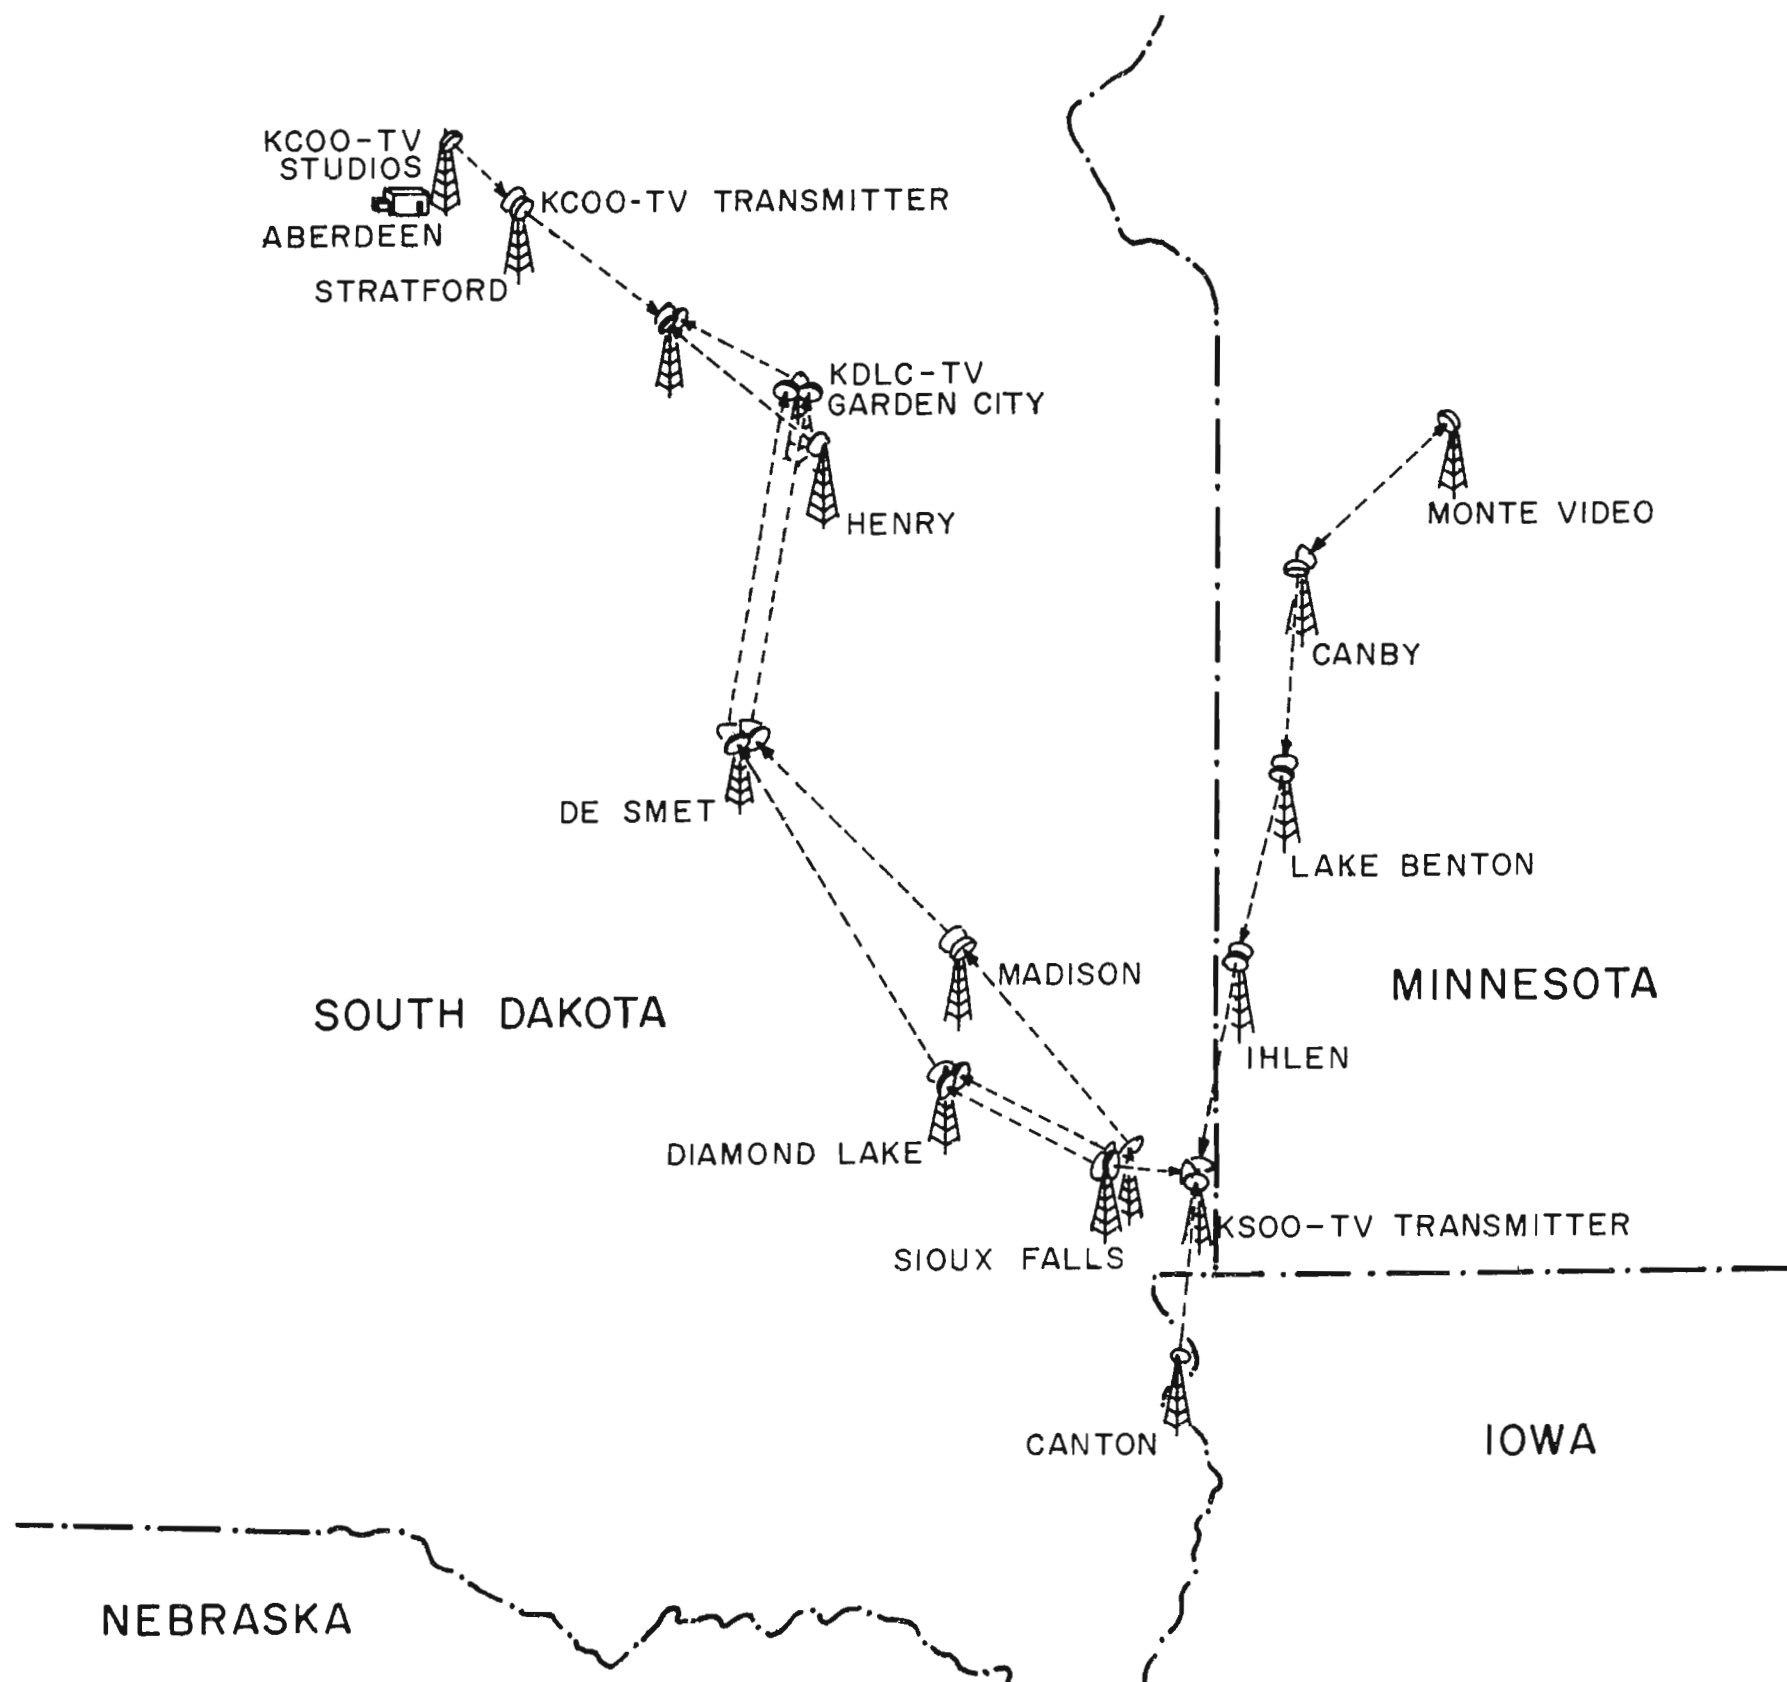 KCOO-TV
STUDIOS
ABERDEEN
KCOO-TV TRANSMITTER
STRATFORD
KDLC-TV
GARDEN CITY
HENRY
MONTE VIDEO
CANBY
DE SMET
LAKE BENTON
MADISON
SOUTH DAKOTA
MINNESOTA
IHLEN
DIAMOND LAKE
SIOUX FALLS
KSOO-TV TRANSMITTER
CANTON
IOWA
NEBRASKA